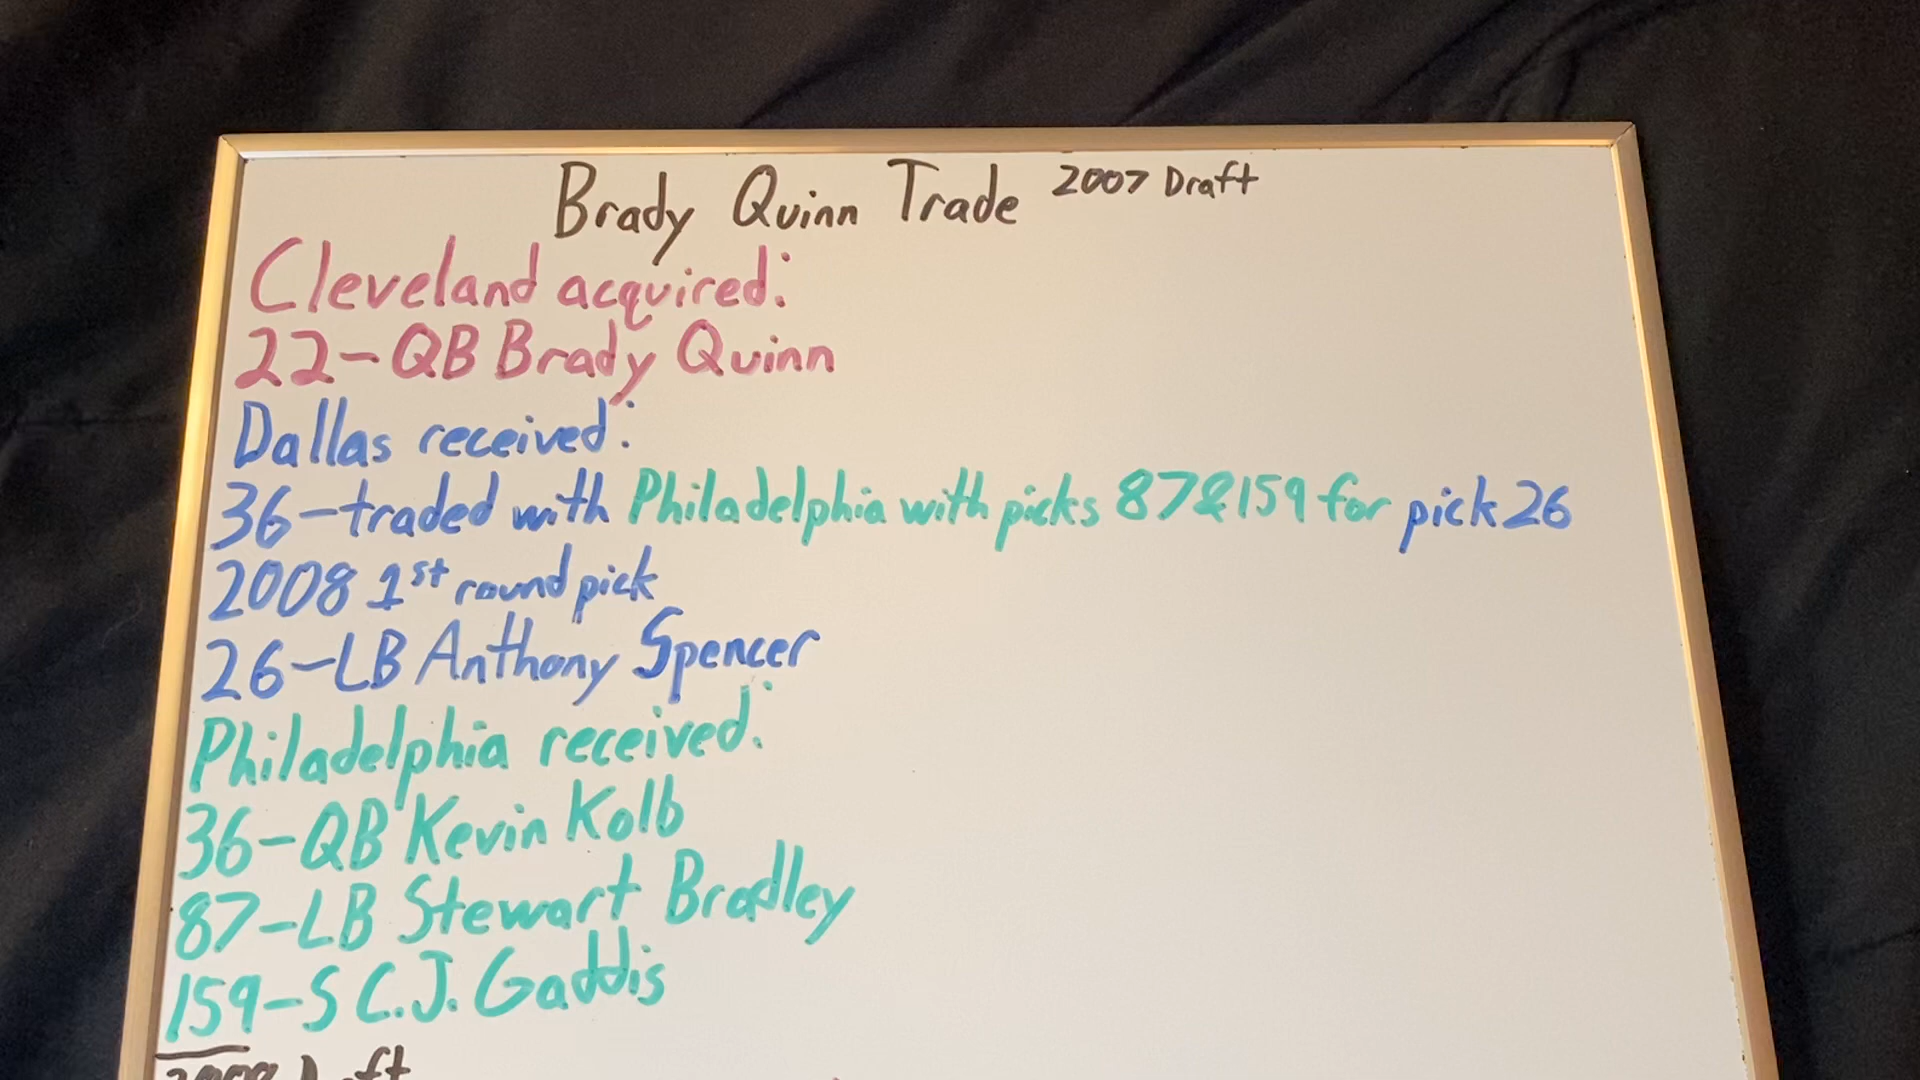 Brady Quinn Trade 2007 Draft
Cleveland acquired:
22-QB Brady Quinn
Dallas received:
36-traded with Philadelphia with picks 87&159 for pick 26
2008 1st round pick
26-LB Anthony Spencer
Philadelphia received:
36-QB Kevin Kolb
87-LB Stewart Bradley
159-S C.J. Gaddis
2008 Draft